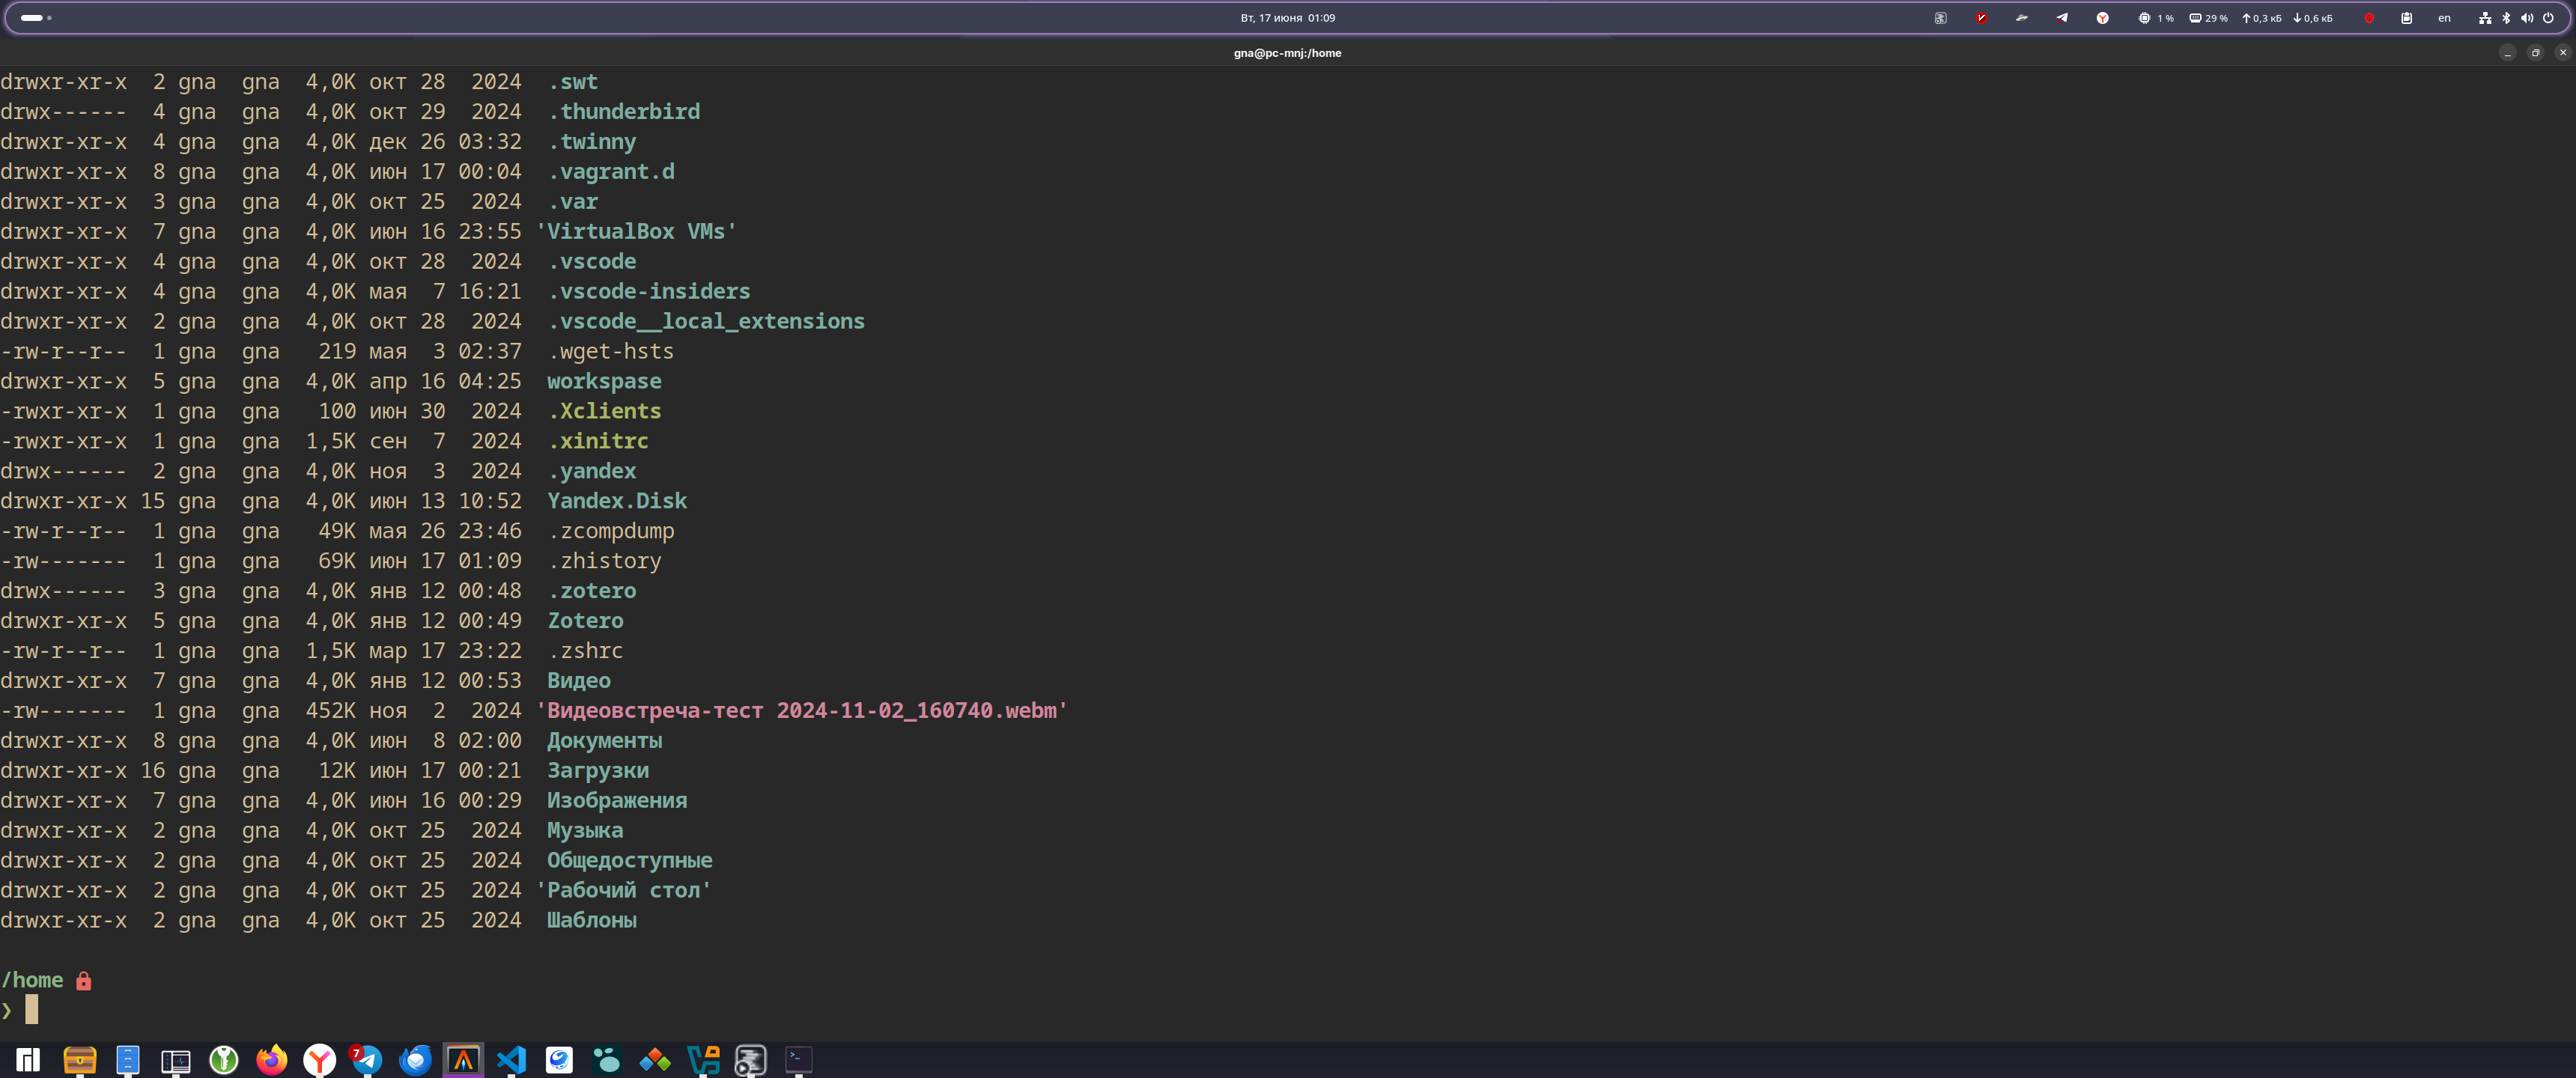 Вт, 17 июня 01:09
1 % 29 % 0,3 кБ 0,6 кБ en
gna@pc-mnj:/home
drwxr-xr-x 2 gna gna 4,0K окт 28 2024 .swt
drwx------ 4 gna gna 4,0K окт 29 2024 .thunderbird
drwxr-xr-x 4 gna gna 4,0K дек 26 03:32 .twinny
drwxr-xr-x 8 gna gna 4,0K июн 17 00:04 .vagrant.d
drwxr-xr-x 3 gna gna 4,0K окт 25 2024 .var
drwxr-xr-x 7 gna gna 4,0K июн 16 23:55 'VirtualBox VMs'
drwxr-xr-x 4 gna gna 4,0K окт 28 2024 .vscode
drwxr-xr-x 4 gna gna 4,0K мая 7 16:21 .vscode-insiders
drwxr-xr-x 2 gna gna 4,0K окт 28 2024 .vscode__local_extensions
-rw-r--r-- 1 gna gna 219 мая 3 02:37 .wget-hsts
drwxr-xr-x 5 gna gna 4,0K апр 16 04:25 workspase
-rwxr-xr-x 1 gna gna 100 июн 30 2024 .Xclients
-rwxr-xr-x 1 gna gna 1,5K сен 7 2024 .xinitrc
drwx------ 2 gna gna 4,0K ноя 3 2024 .yandex
drwxr-xr-x 15 gna gna 4,0K июн 13 10:52 Yandex.Disk
-rw-r--r-- 1 gna gna 49K мая 26 23:46 .zcompdump
-rw------- 1 gna gna 69K июн 17 01:09 .zhistory
drwx------ 3 gna gna 4,0K янв 12 00:48 .zotero
drwxr-xr-x 5 gna gna 4,0K янв 12 00:49 Zotero
-rw-r--r-- 1 gna gna 1,5K мар 17 23:22 .zshrc
drwxr-xr-x 7 gna gna 4,0K янв 12 00:53 Видео
-rw------- 1 gna gna 452K ноя 2 2024 'Видеовстреча-тест 2024-11-02_160740.webm'
drwxr-xr-x 8 gna gna 4,0K июн 8 02:00 Документы
drwxr-xr-x 16 gna gna 12K июн 17 00:21 Загрузки
drwxr-xr-x 7 gna gna 4,0K июн 16 00:29 Изображения
drwxr-xr-x 2 gna gna 4,0K окт 25 2024 Музыка
drwxr-xr-x 2 gna gna 4,0K окт 25 2024 Общедоступные
drwxr-xr-x 2 gna gna 4,0K окт 25 2024 'Рабочий стол'
drwxr-xr-x 2 gna gna 4,0K окт 25 2024 Шаблоны
/home
❯
7